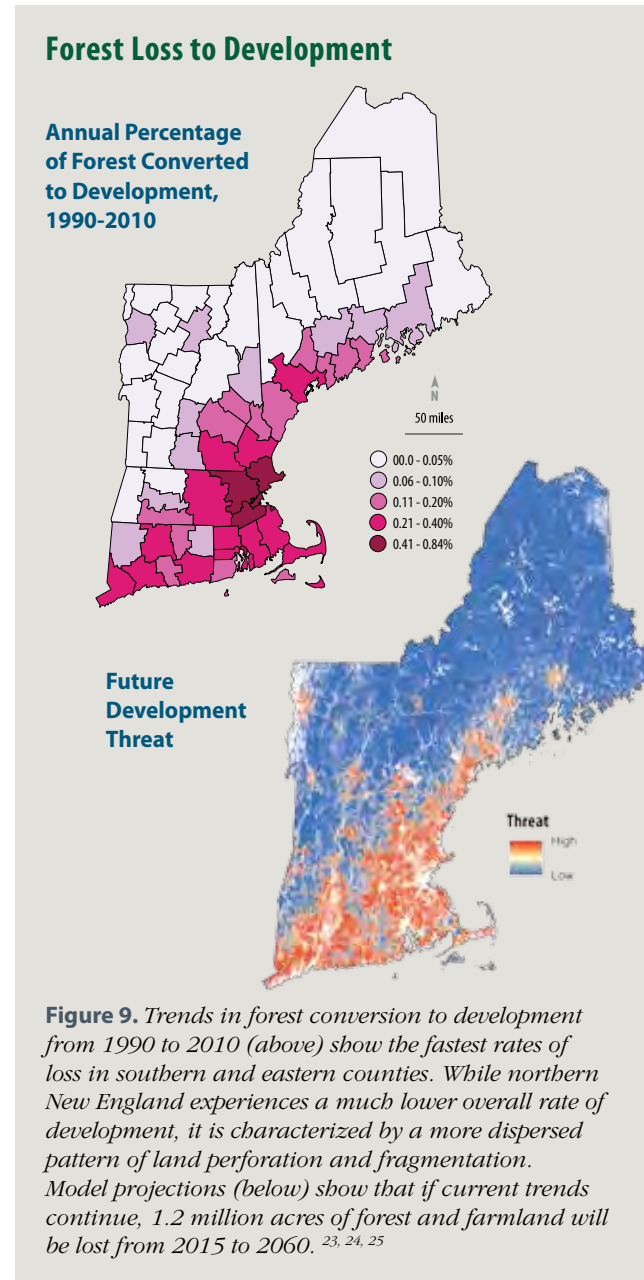 Forest Loss to Development
Annual Percentage
of Forest Converted
to Development,
1990-2010
N
50 miles
00.0 - 0.05%
0.06 - 0.10%
0.11 - 0.20%
0.21 - 0.40%
0.41 - 0.84%
Future
Development
Threat
Threat
High
Low
Figure 9. Trends in forest conversion to development
from 1990 to 2010 (above) show the fastest rates of
loss in southern and eastern counties. While northern
New England experiences a much lower overall rate of
development, it is characterized by a more dispersed
pattern of land perforation and fragmentation.
Model projections (below) show that if current trends
continue, 1.2 million acres of forest and farmland will
be lost from 2015 to 2060. 23, 24, 25